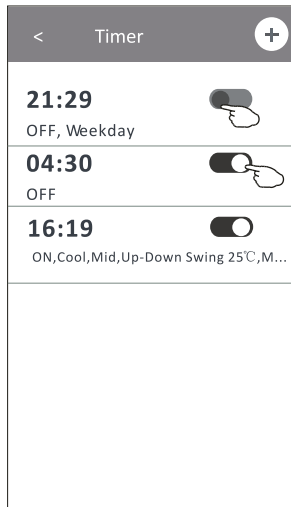 < Timer +
21:29
OFF, Weekday
04:30
OFF
16:19
ON,Cool,Mid,Up-Down Swing 25℃,M...